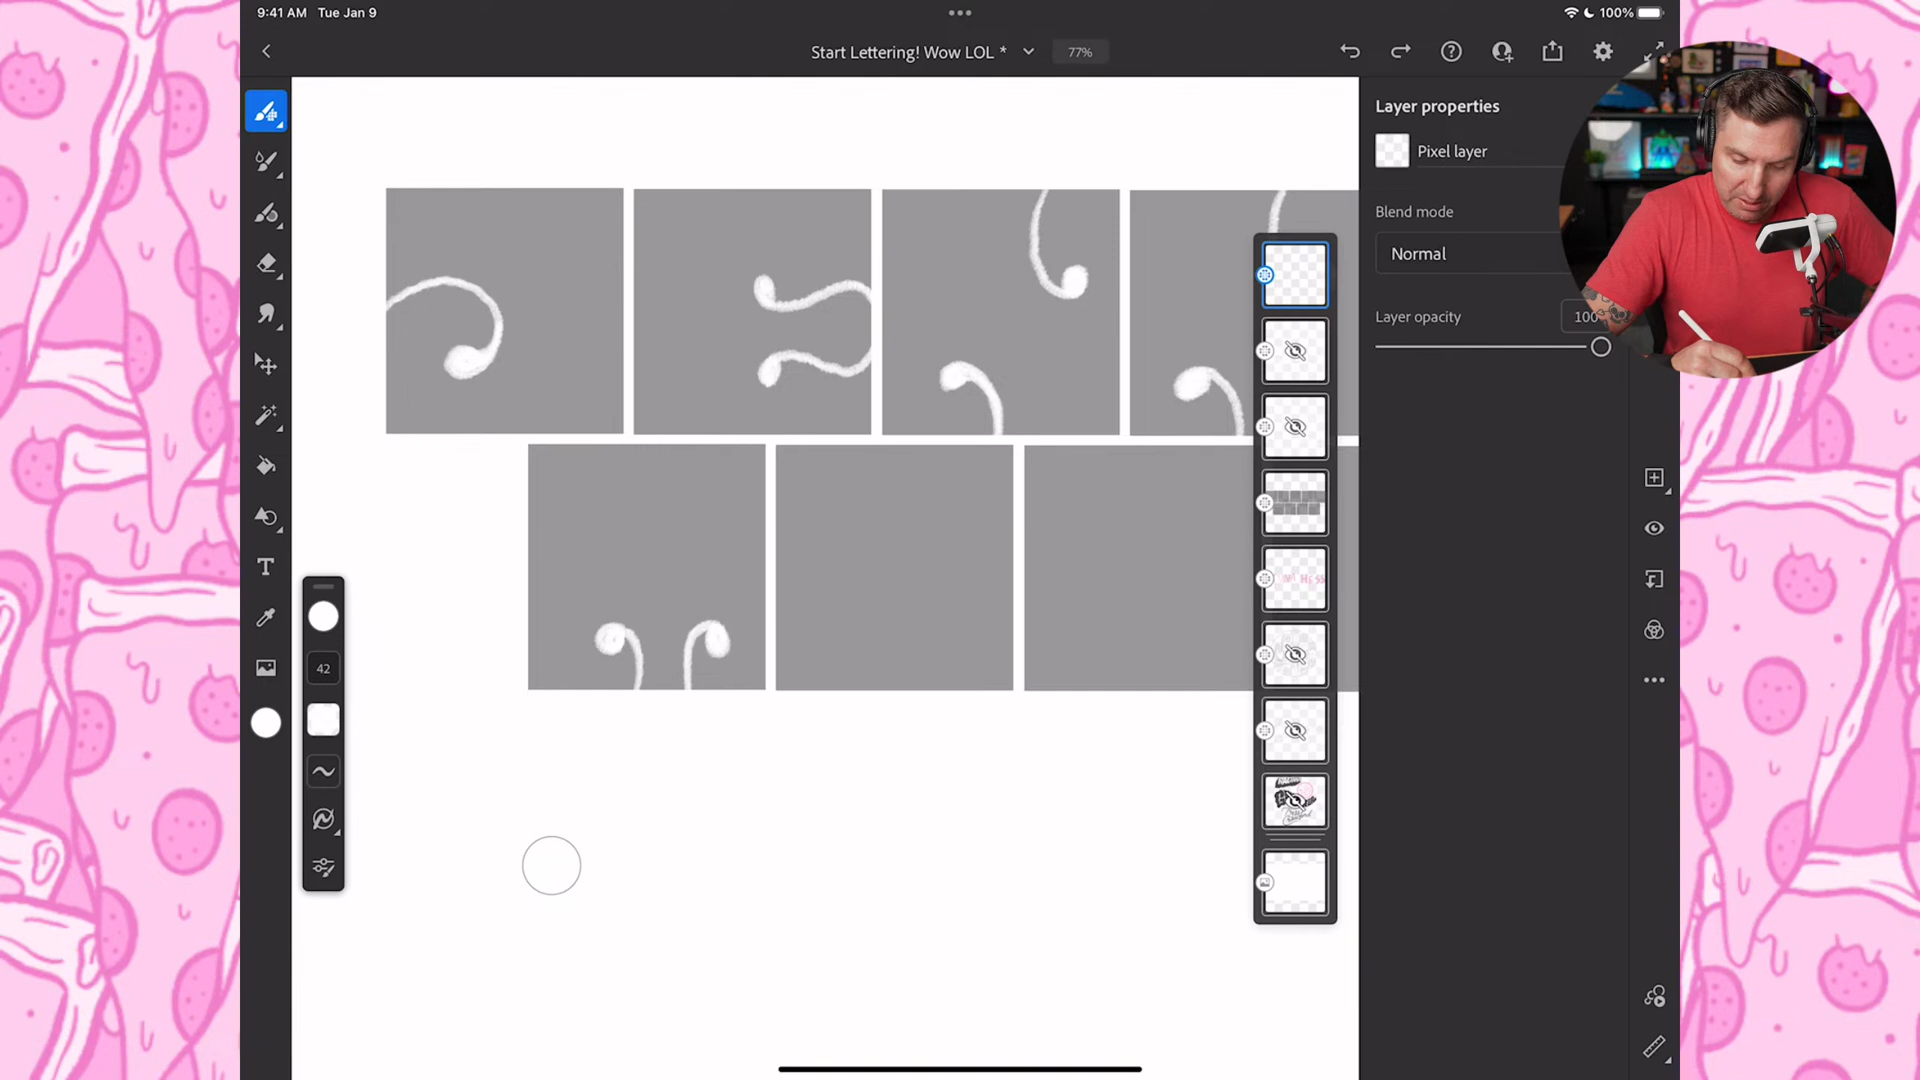 9:41 AM Tue Jan 9
100%
Start Lettering! Wow LOL *
77%
Layer properties
Pixel layer
Blend mode
Normal
Layer opacity
100
42
T